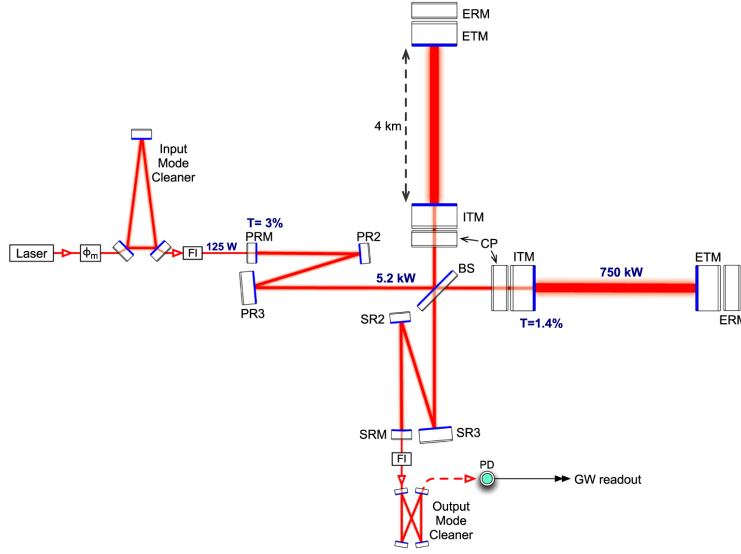 ERM
ETM
4 km
Input
Mode
Cleaner
ITM
T= 3%
PRM
PR2
CP
ITM
Laser
ϕm
FI
125 W
BS
5.2 kW
750 kW
ETM
PR3
SR2
T=1.4%
ERM
SRM
SR3
FI
PD
GW readout
Output
Mode
Cleaner